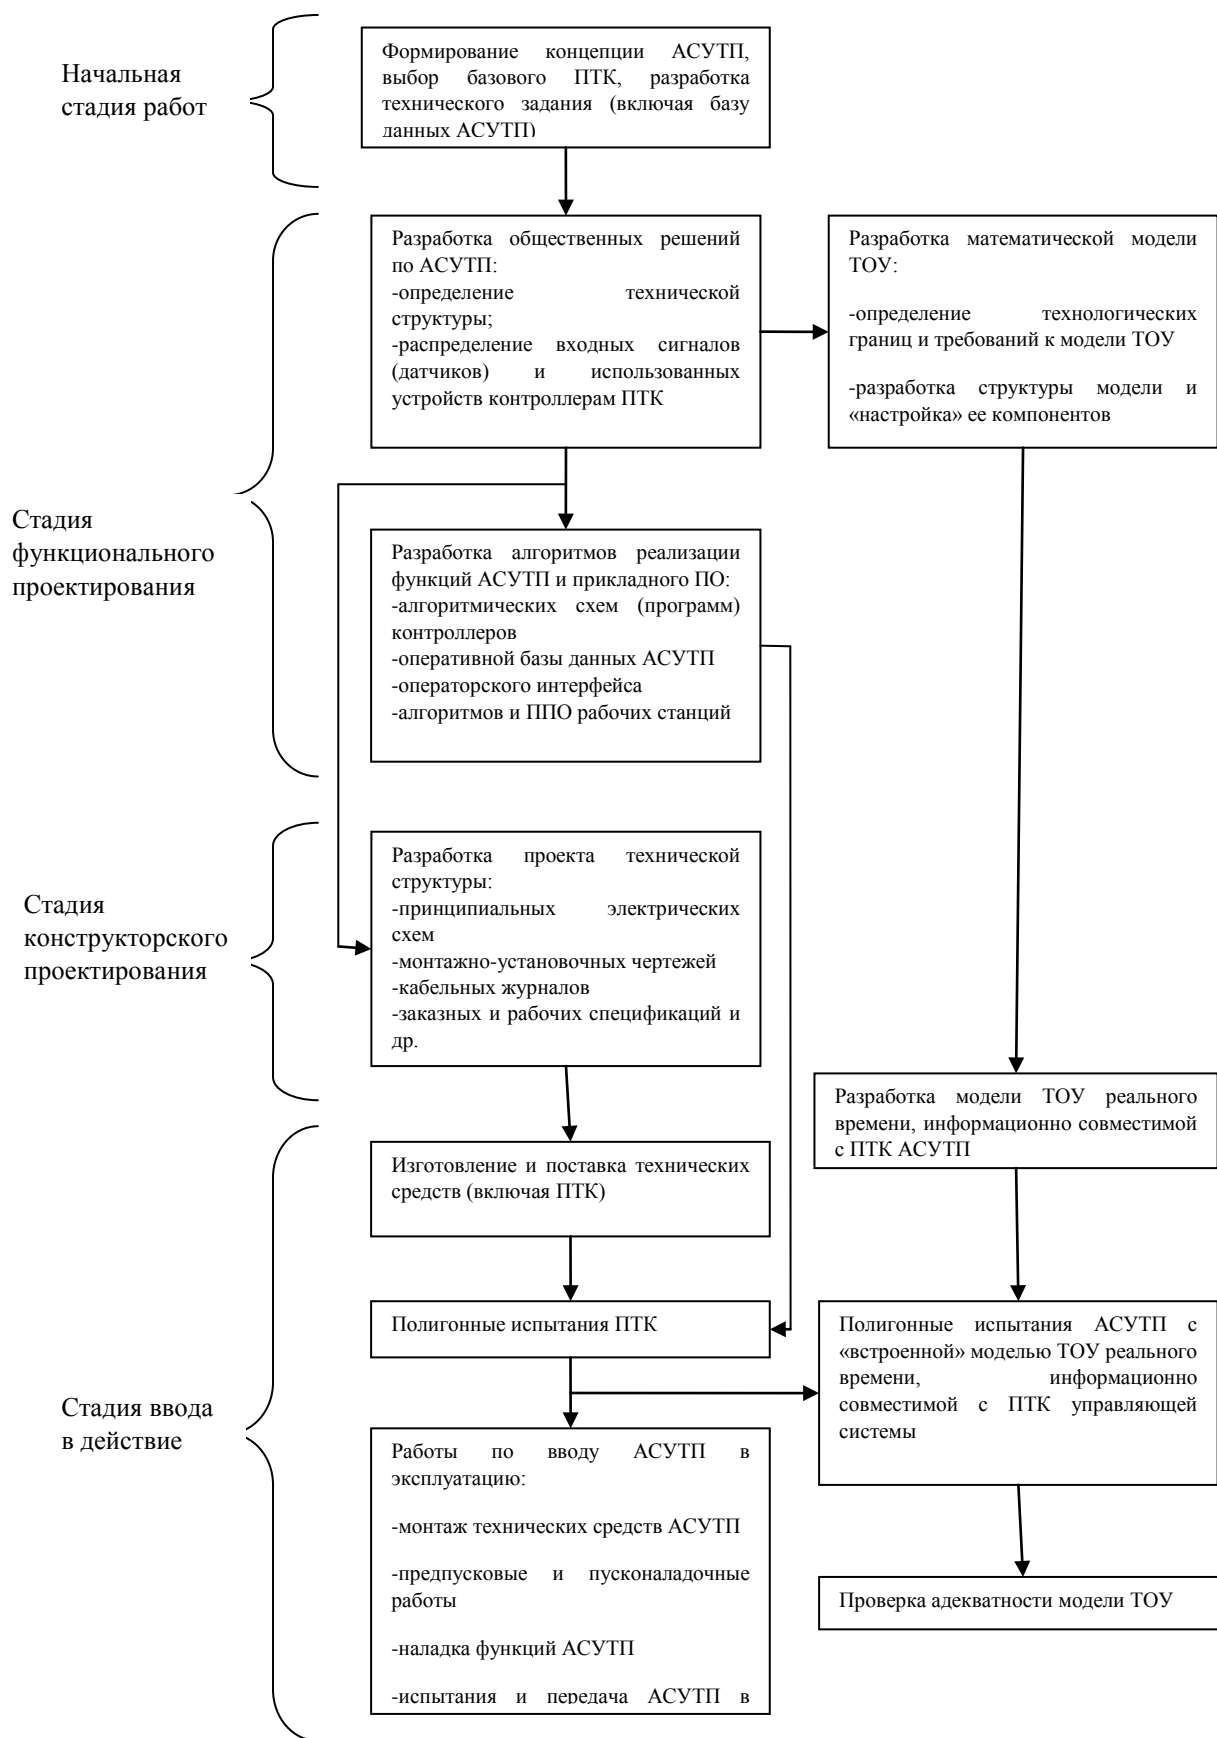 Начальная
стадия работ
Формирование концепции АСУТП,
выбор базового ПТК, разработка
технического задания (включая базу
данных АСУТП)
Стадия
функционального
проектирования
Разработка общественных решений
по АСУТП:
-определение технической
структуры;
-распределение входных сигналов
(датчиков) и использованных
устройств контроллерам ПТК
Разработка математической модели
ТОУ:
-определение технологических
границ и требований к модели ТОУ
-разработка структуры модели и
«настройка» ее компонентов
Разработка алгоритмов реализации
функций АСУТП и прикладного ПО:
-алгоритмических схем (программ)
контроллеров
-оперативной базы данных АСУТП
-операторского интерфейса
-алгоритмов и ППО рабочих станций
Стадия
конструкторского
проектирования
Разработка проекта технической
структуры:
-принципиальных электрических
схем
-монтажно-установочных чертежей
-кабельных журналов
-заказных и рабочих спецификаций и
др.
Разработка модели ТОУ реального
времени, информационно совместимой
с ПТК АСУТП
Стадия ввода
в действие
Изготовление и поставка технических
средств (включая ПТК)
Полигонные испытания ПТК
Полигонные испытания АСУТП с
«встроенной» моделью ТОУ реального
времени, информационно
совместимой с ПТК управляющей
системы
Работы по вводу АСУТП в
эксплуатацию:
-монтаж технических средств АСУТП
-предпусковые и пусконаладочные
работы
-наладка функций АСУТП
-испытания и передача АСУТП в
Проверка адекватности модели ТОУ